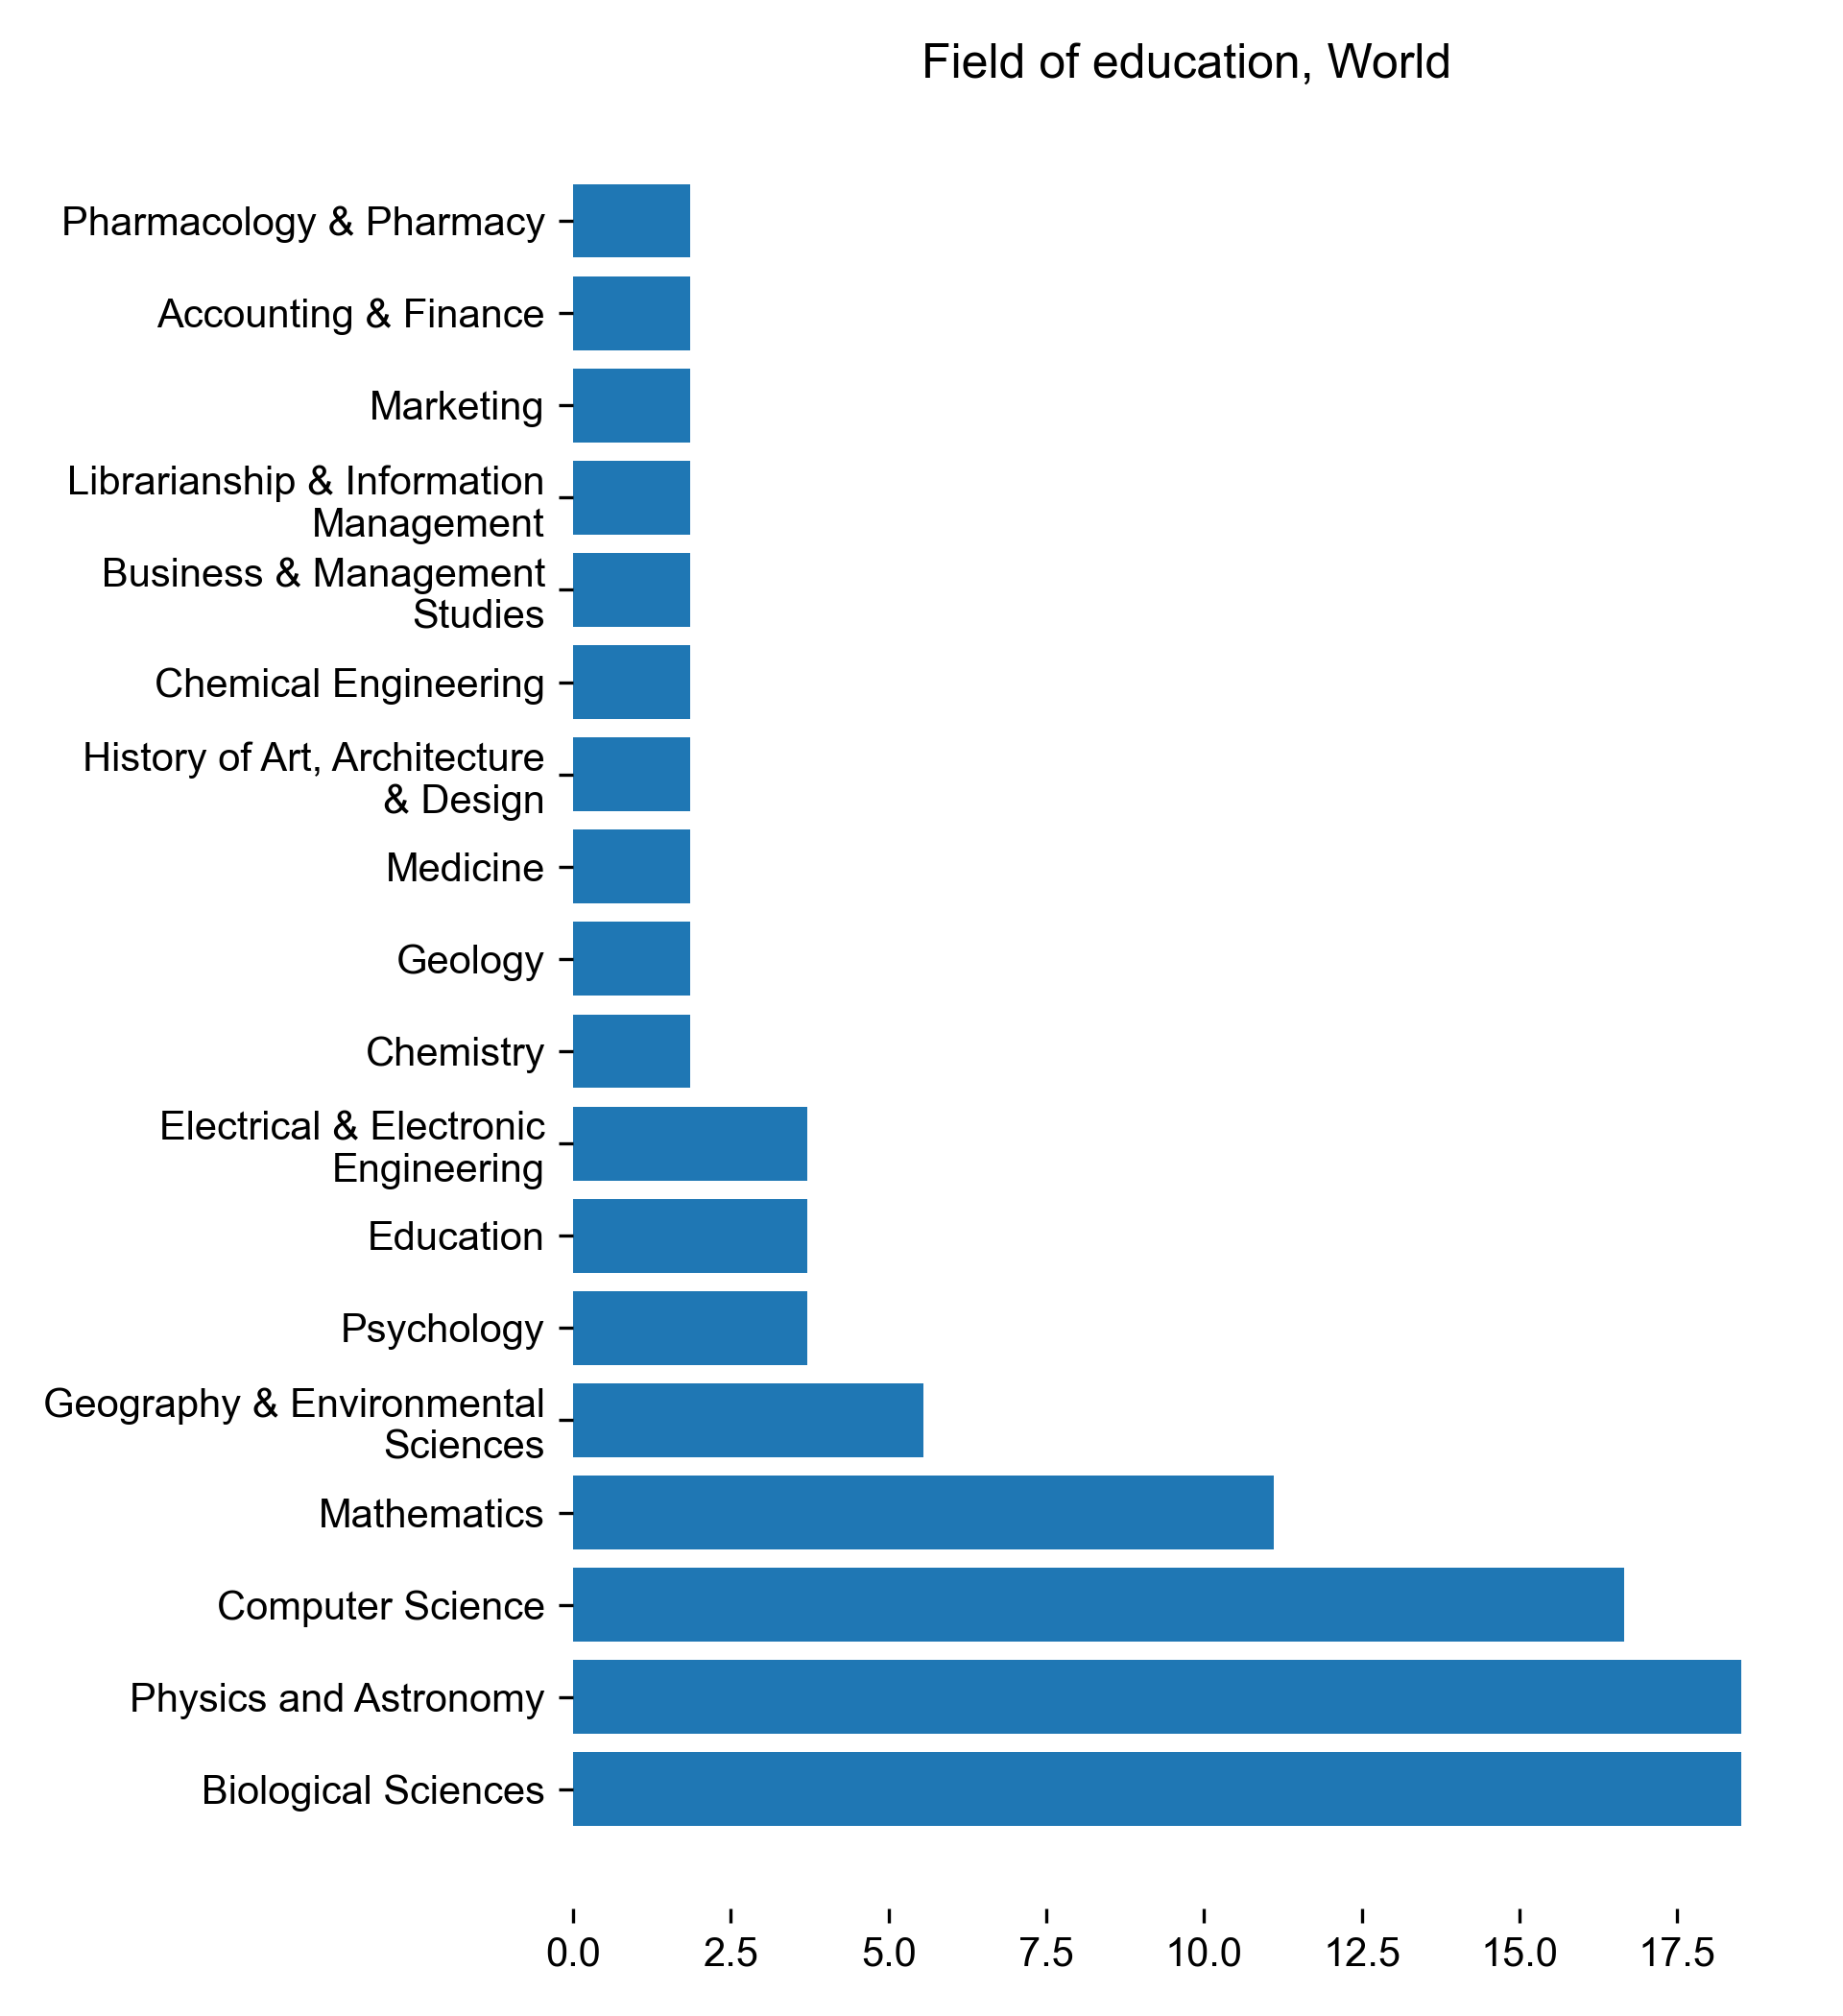 Field of education, World
Pharmacology & Pharmacy
Accounting & Finance
Marketing
Librarianship & Information
Management
Business & Management
Studies
Chemical Engineering
History of Art, Architecture
& Design
Medicine
Geology
Chemistry
Electrical & Electronic
Engineering
Education
Psychology
Geography & Environmental
Sciences
Mathematics
Computer Science
Physics and Astronomy
Biological Sciences
0.0 2.5 5.0 7.5 10.0 12.5 15.0 17.5